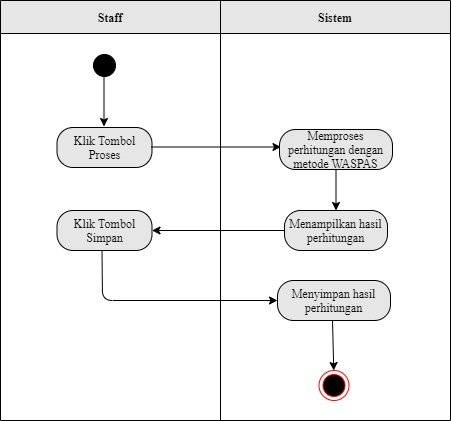 Staff
Sistem
Klik Tombol
Proses
Memproses
perhitungan dengan
metode WASPAS
Klik Tombol
Simpan
Menampilkan hasil
perhitungan
Menyimpan hasil
perhitungan